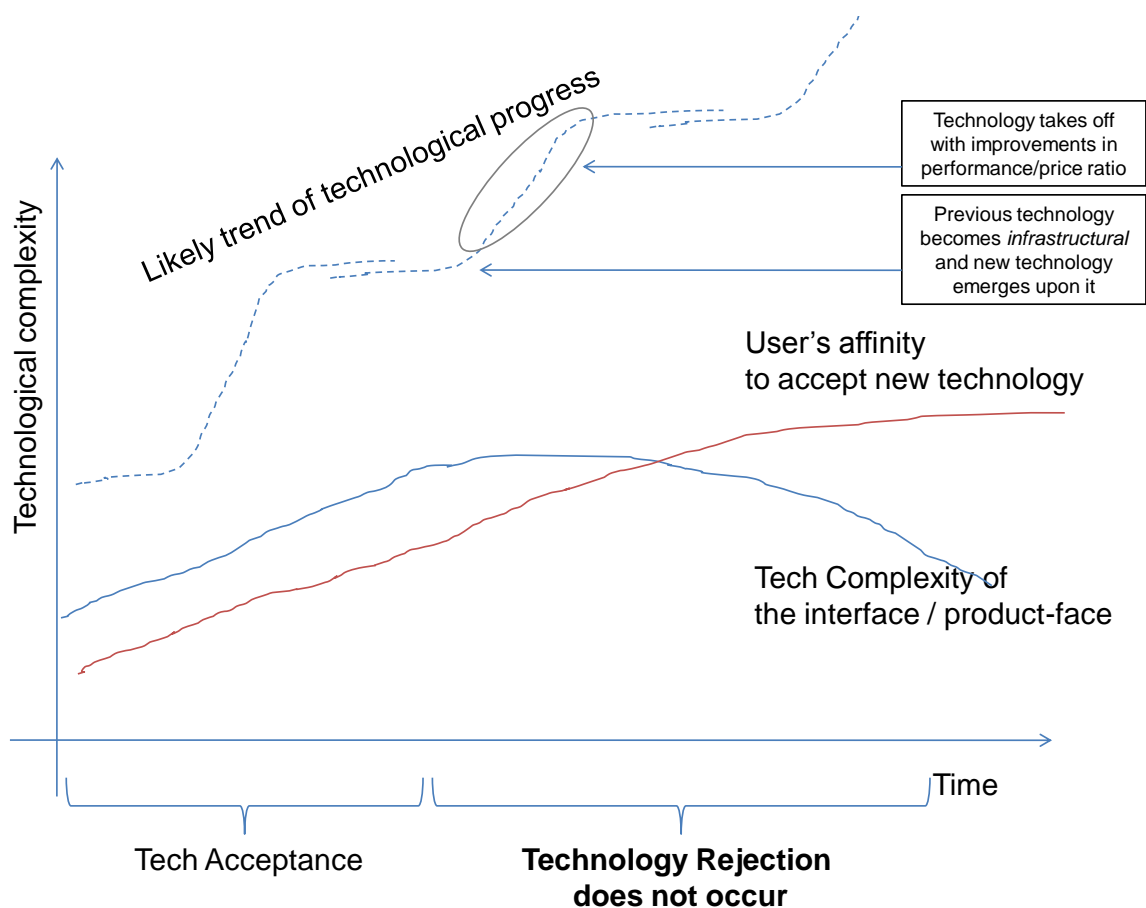 Likely trend of technological progress
Technology takes off
with improvements in
performance/price ratio
Previous technology
becomes infrastructural
and new technology
emerges upon it
Technological complexity
User’s affinity
to accept new technology
Tech Complexity of
the interface / product-face
Time
Tech Acceptance
Technology Rejection
does not occur